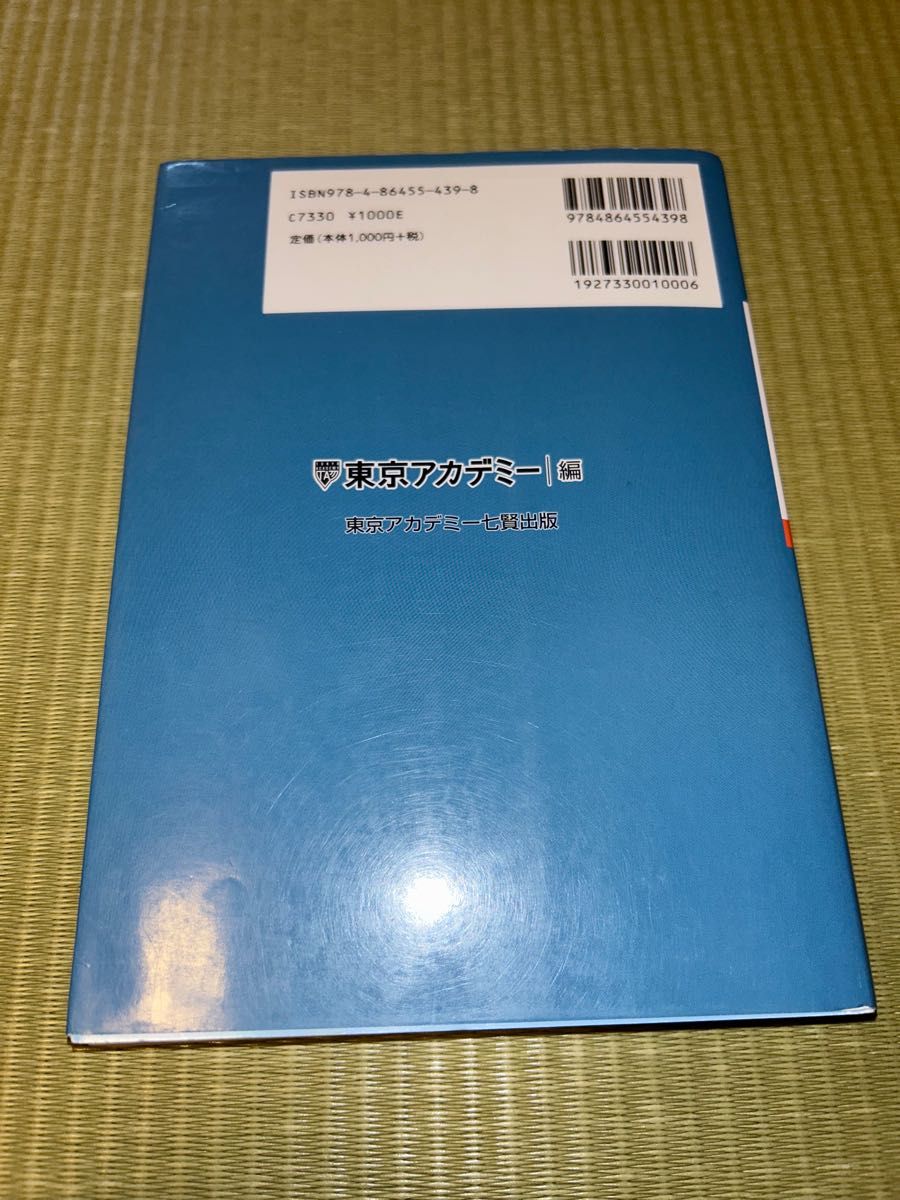 ISBN978-4-86455-439-8
C7330 ¥1000E
定価(本体1,000円+税)
9784864554398
1927330010006
東京アカデミー|編
東京アカデミー七賢出版